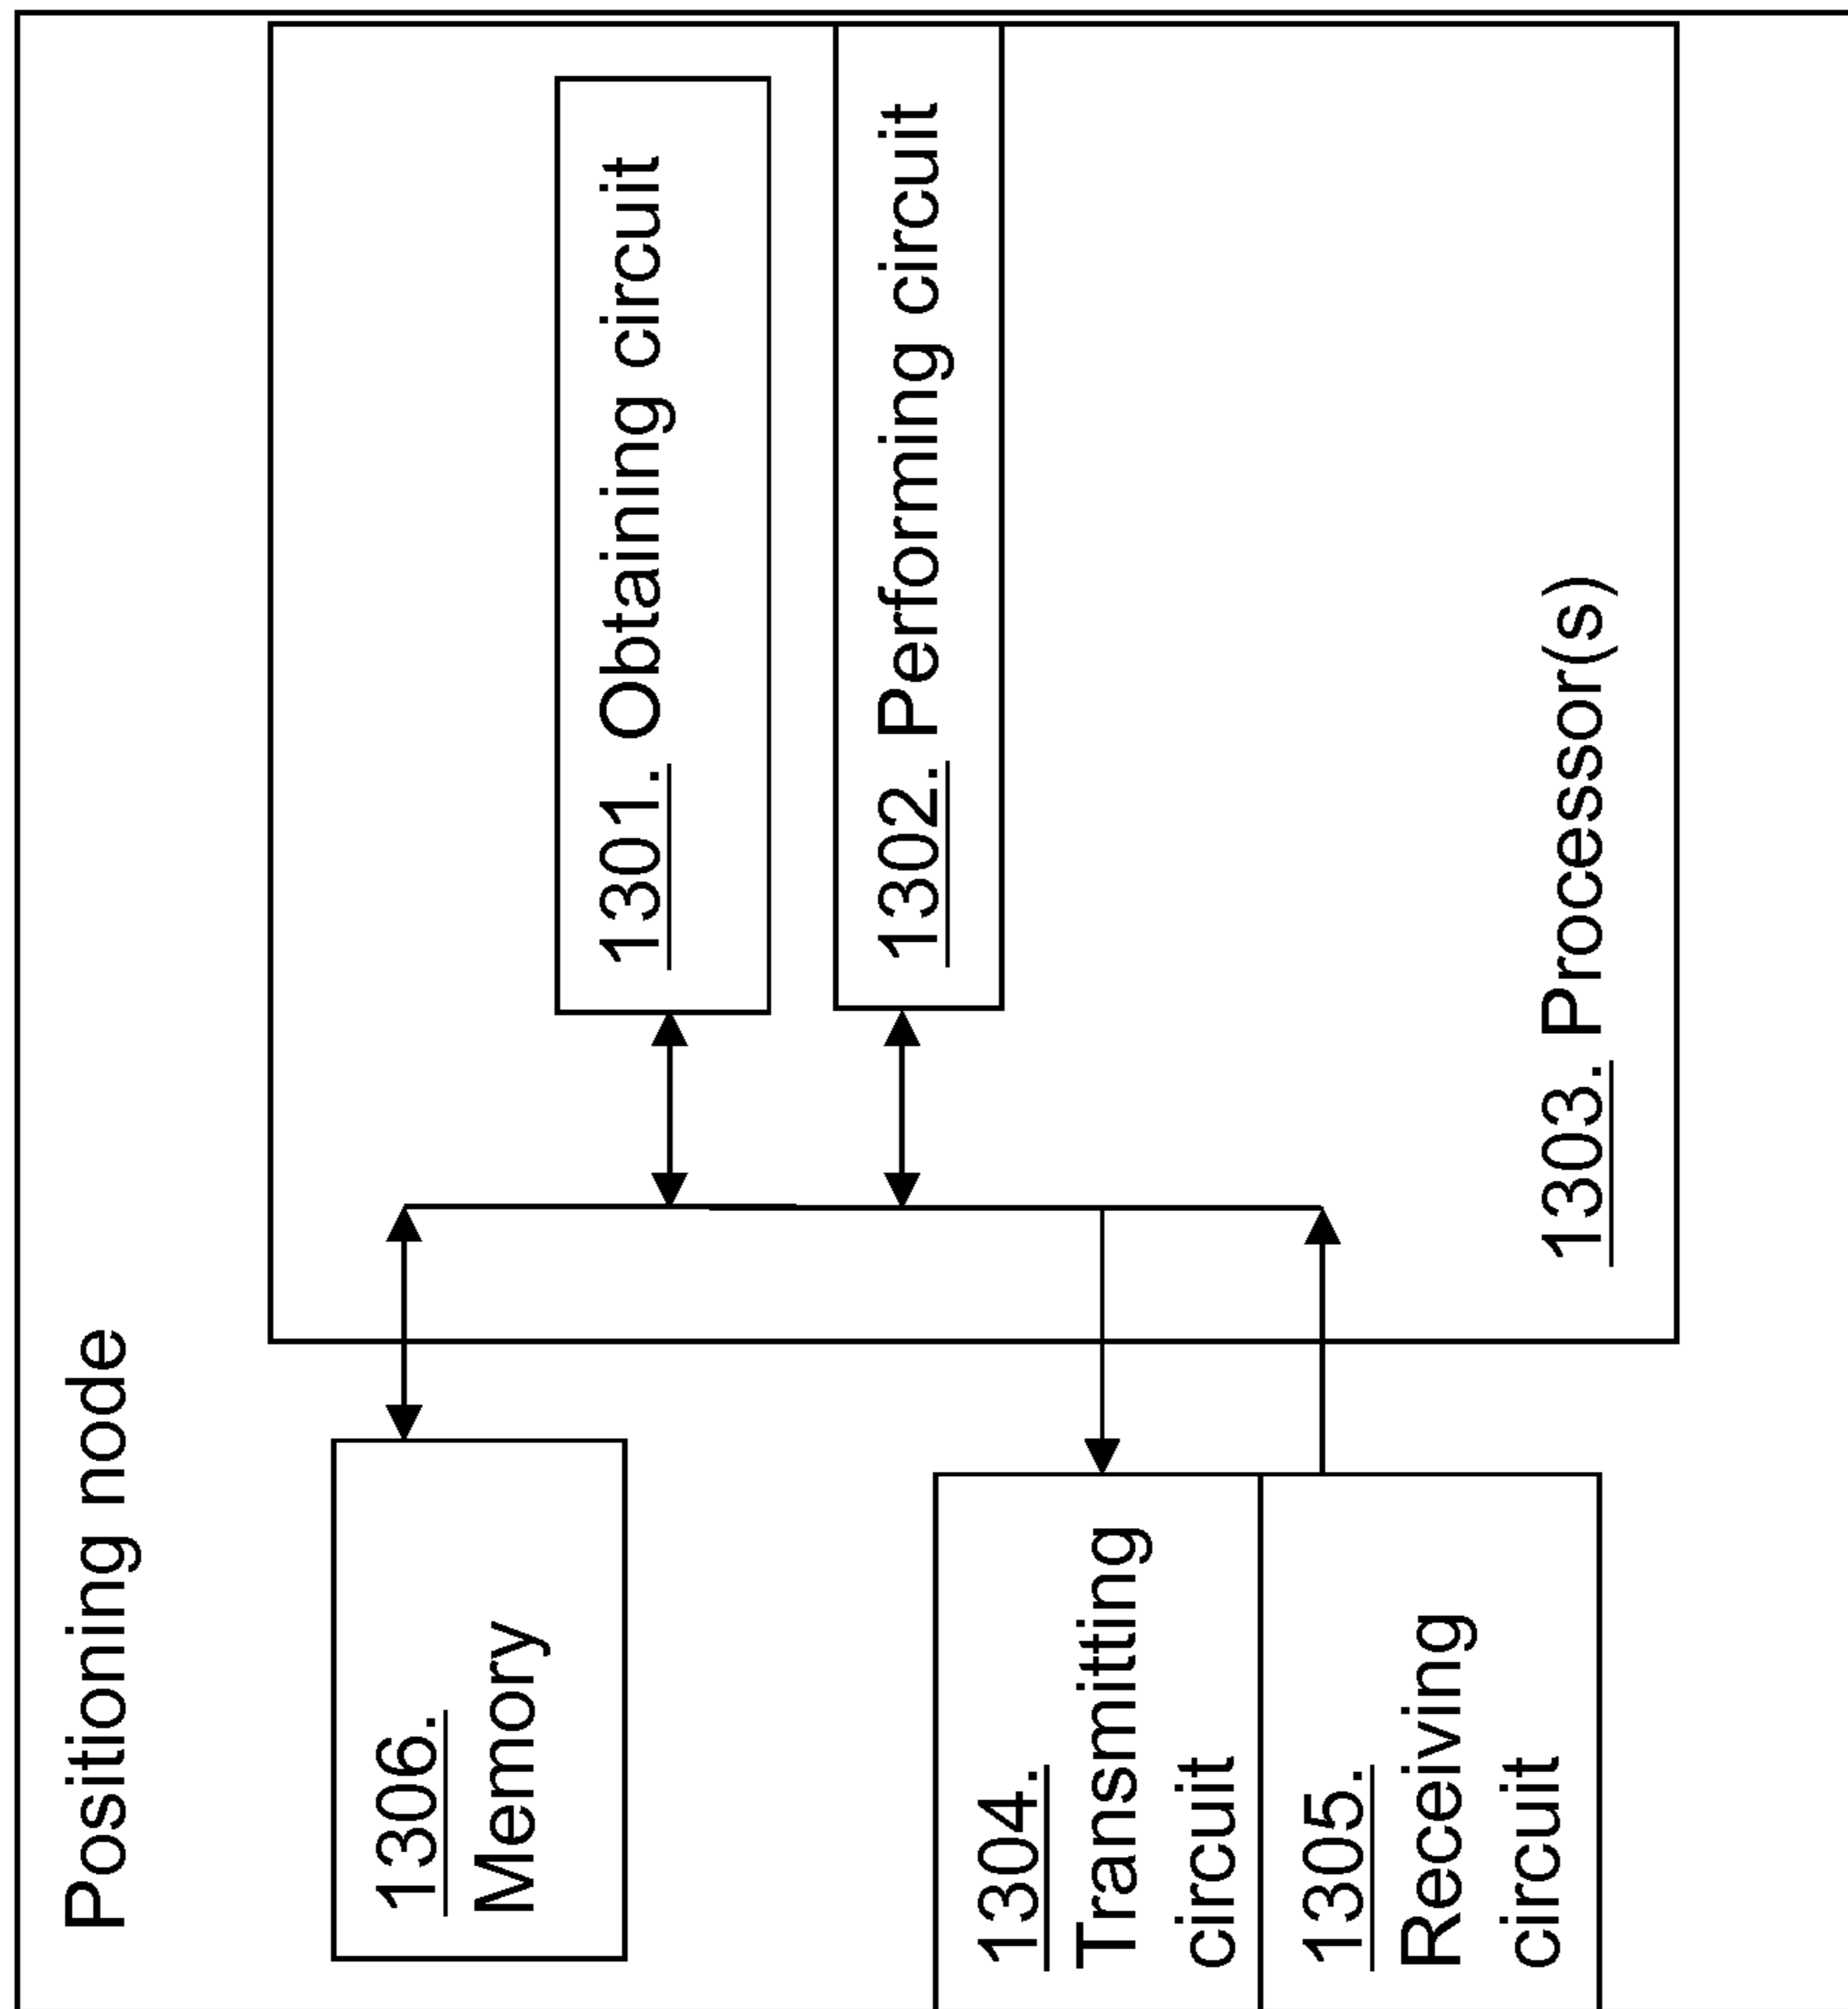 Positioning node
1306.
Memory
1301. Obtaining circuit
1302. Performing circuit
1304.
Transmitting
circuit
1305.
Receiving
circuit
1303. Processor(s)